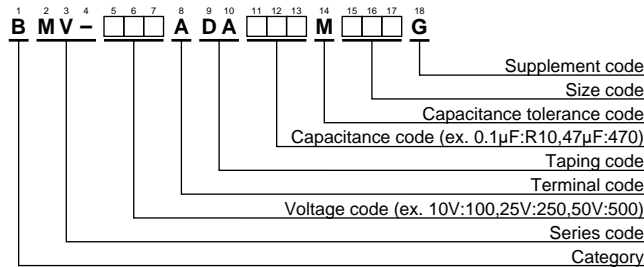 1 2 3 4 5 6 7 8 9 10 11 12 13 14 15 16 17 18
B M V – A D A M G
Supplement code
Size code
Capacitance tolerance code
Capacitance code (ex. 0.1μF:R10,47μF:470)
Taping code
Terminal code
Voltage code (ex. 10V:100,25V:250,50V:500)
Series code
Category